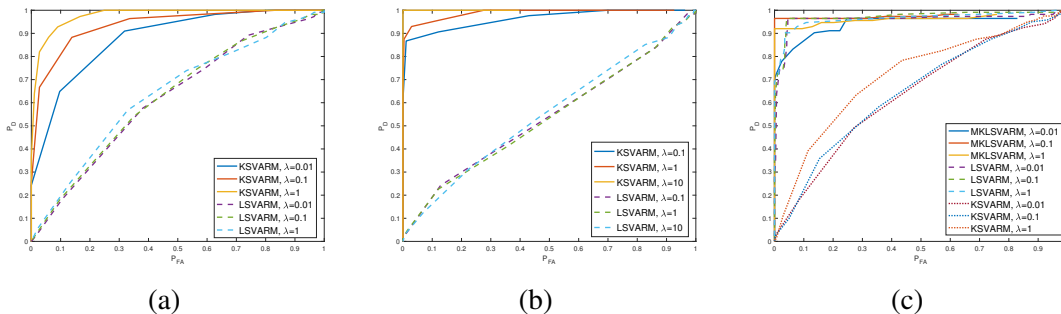 1
0.9
0.8
0.7
0.6
0.5
0.4
0.3
0.2
0.1
0
P_D
KSVARM, λ=0.01
KSVARM, λ=0.1
KSVARM, λ=1
LSVARM, λ=0.01
LSVARM, λ=0.1
LSVARM, λ=1
0 0.1 0.2 0.3 0.4 0.5 0.6 0.7 0.8 0.9 1
P_FA
(a)
1
0.9
0.8
0.7
0.6
0.5
0.4
0.3
0.2
0.1
0
P_D
KSVARM, λ=0.1
KSVARM, λ=1
KSVARM, λ=10
LSVARM, λ=0.1
LSVARM, λ=1
LSVARM, λ=10
0 0.1 0.2 0.3 0.4 0.5 0.6 0.7 0.8 0.9 1
P_FA
(b)
1
0.9
0.8
0.7
0.6
0.5
0.4
0.3
0.2
0.1
0
P_D
MKLSVARM, λ=0.01
MKLSVARM, λ=0.1
MKLSVARM, λ=1
LSVARM, λ=0.01
LSVARM, λ=0.1
LSVARM, λ=1
KSVARM, λ=0.01
KSVARM, λ=0.1
KSVARM, λ=1
0 0.1 0.2 0.3 0.4 0.5 0.6 0.7 0.8 0.9
P_FA
(c)